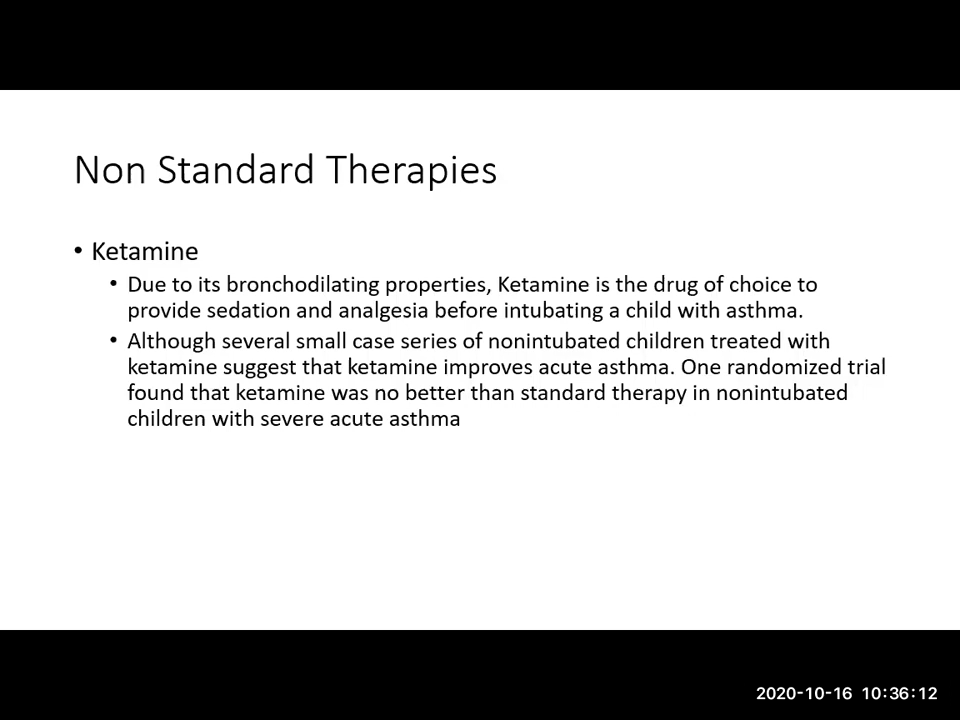 Non Standard Therapies
• Ketamine
• Due to its bronchodilating properties, Ketamine is the drug of choice to
provide sedation and analgesia before intubating a child with asthma.
• Although several small case series of nonintubated children treated with
ketamine suggest that ketamine improves acute asthma. One randomized trial
found that ketamine was no better than standard therapy in nonintubated
children with severe acute asthma
2020-10-16 10:36:12